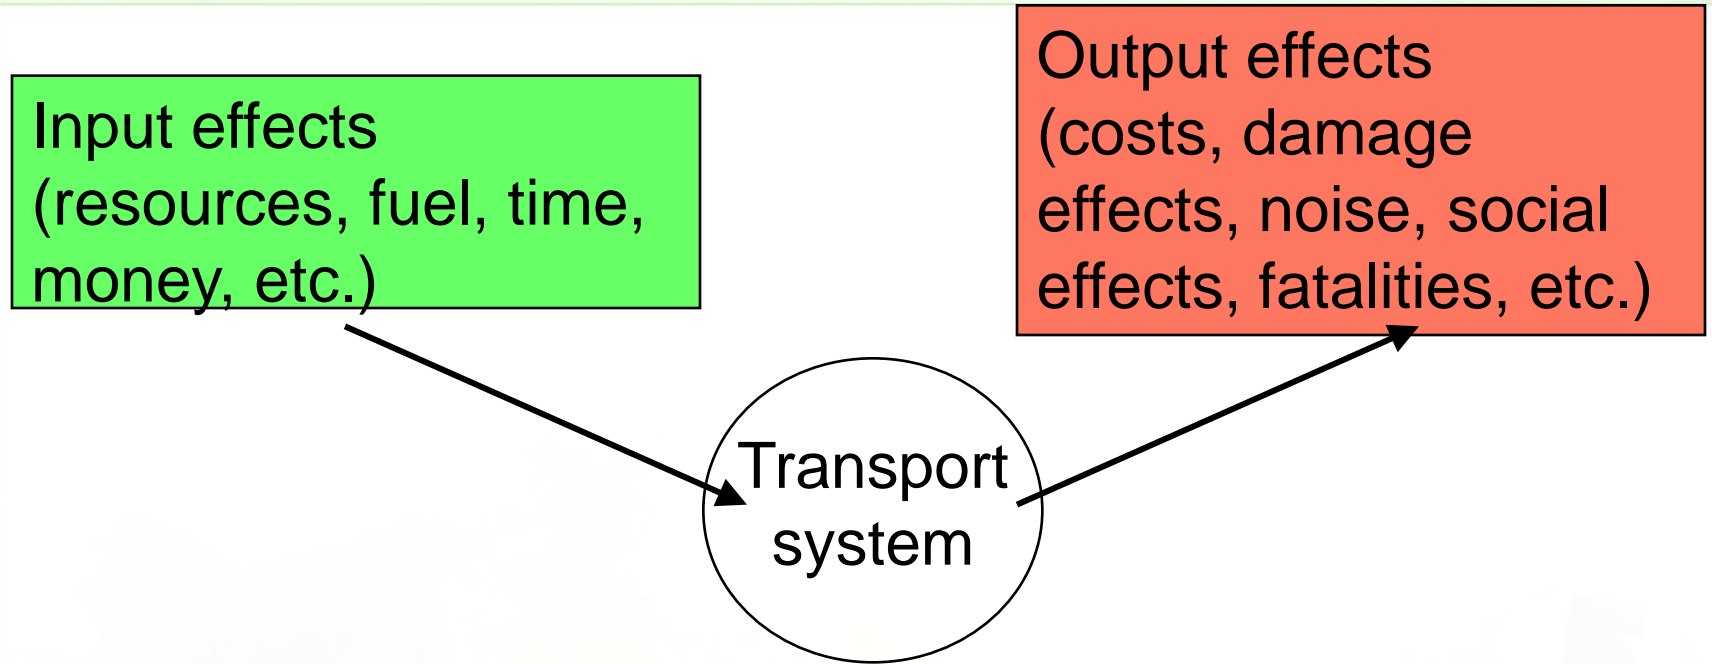 Input effects
(resources, fuel, time,
money, etc.)
Output effects
(costs, damage
effects, noise, social
effects, fatalities, etc.)
Transport
system